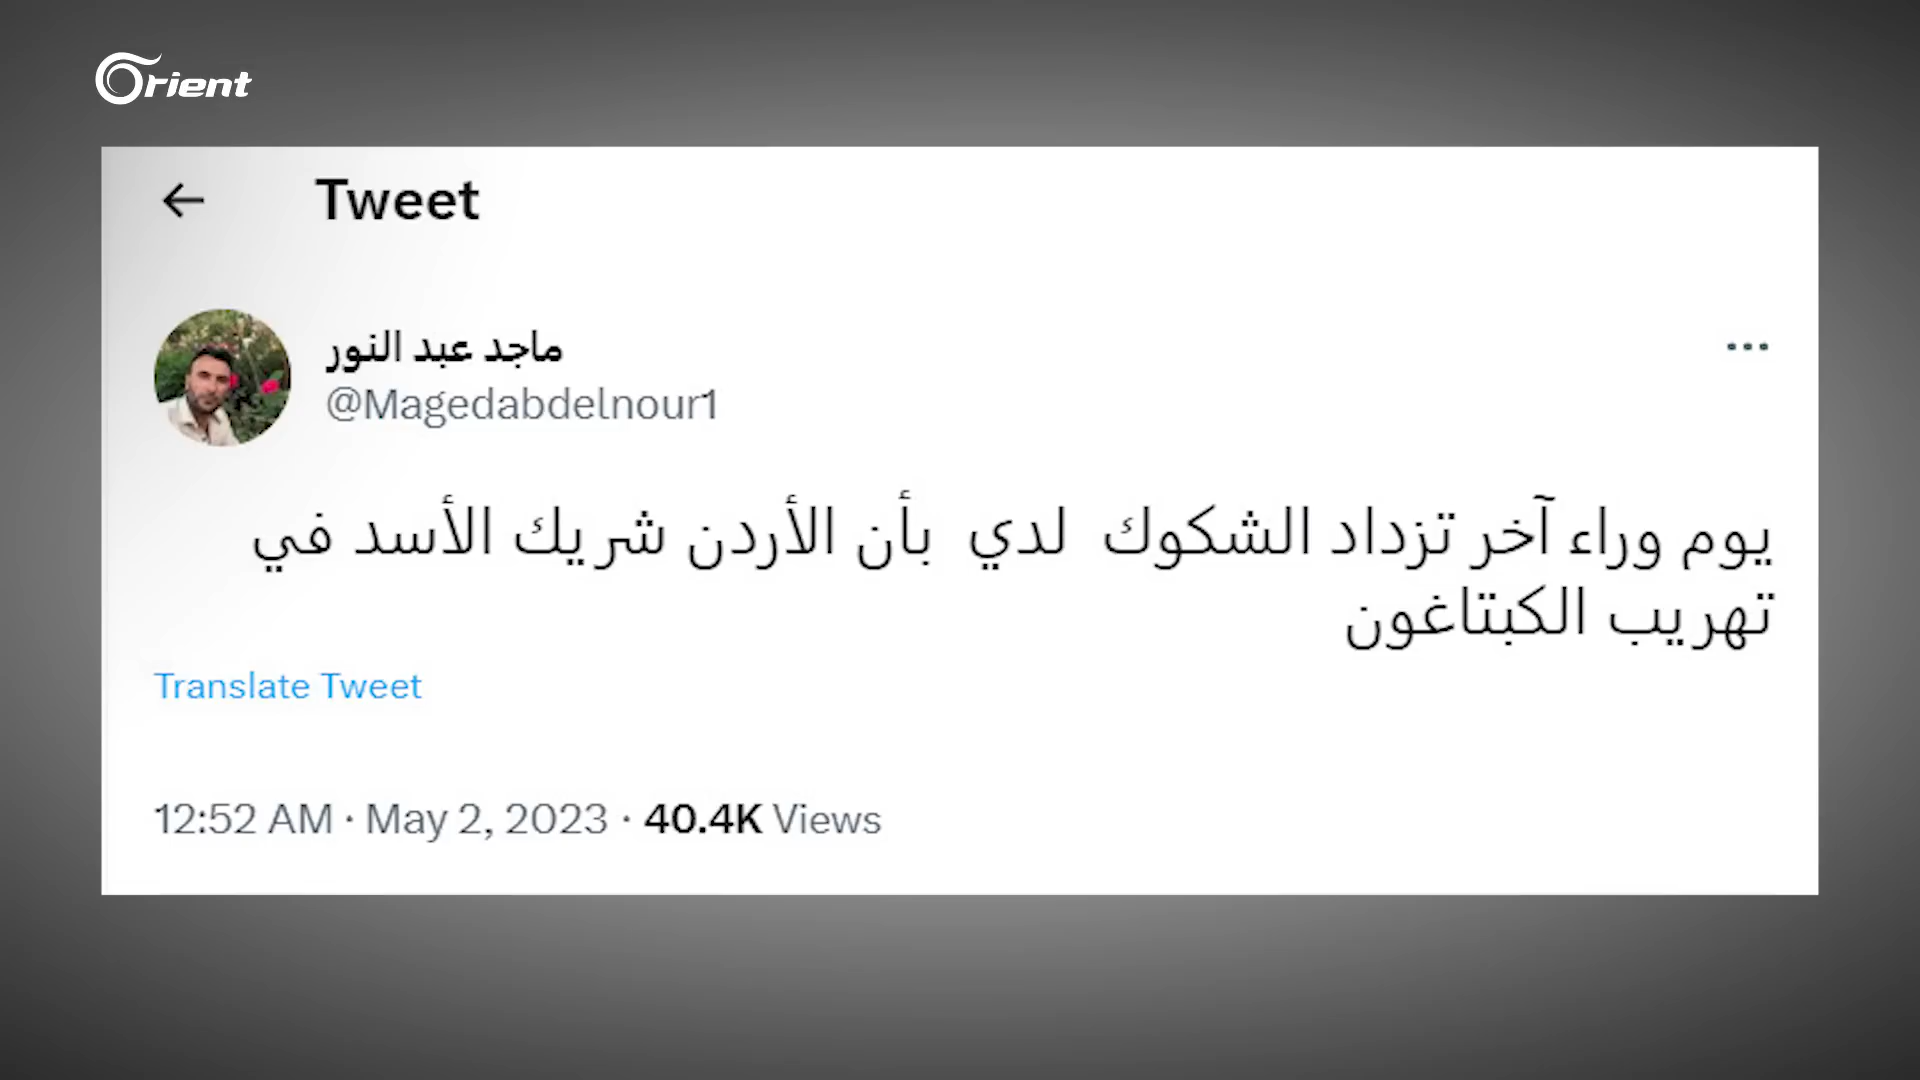 Orient
Tweet
ماجد عبد النور
@Magedabdelnour1
يوم وراء آخر تزداد الشكوك لدي بأن الأردن شريك الأسد في
تهريب الكبتاغون
Translate Tweet
12:52 AM · May 2, 2023 · 40.4K Views